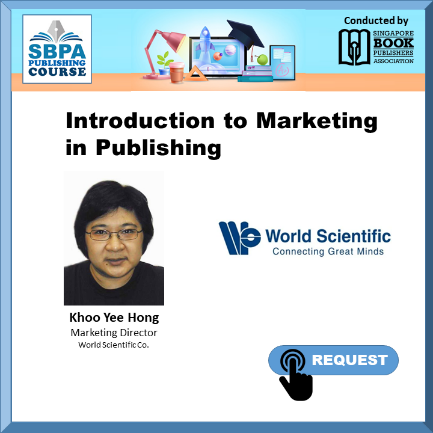 SBPA
PUBLISHING
COURSE
Conducted by
SINGAPORE
BOOK
PUBLISHERS
ASSOCIATION
Introduction to Marketing
in Publishing
World Scientific
Connecting Great Minds
Khoo Yee Hong
Marketing Director
World Scientific Co.
REQUEST